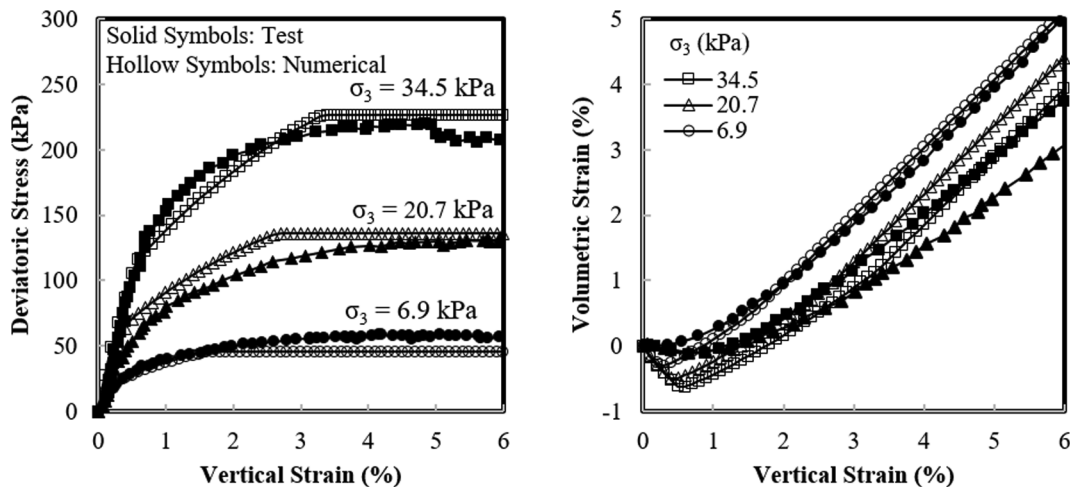 Solid Symbols: Test
Hollow Symbols: Numerical
σ3 = 34.5 kPa
σ3 = 20.7 kPa
σ3 = 6.9 kPa
300
250
200
150
100
50
0
0 1 2 3 4 5 6
Deviatoric Stress (kPa)
Vertical Strain (%)
σ3 (kPa)
34.5
20.7
6.9
5
4
3
2
1
0
-1
0 1 2 3 4 5 6
Volumetric Strain (%)
Vertical Strain (%)